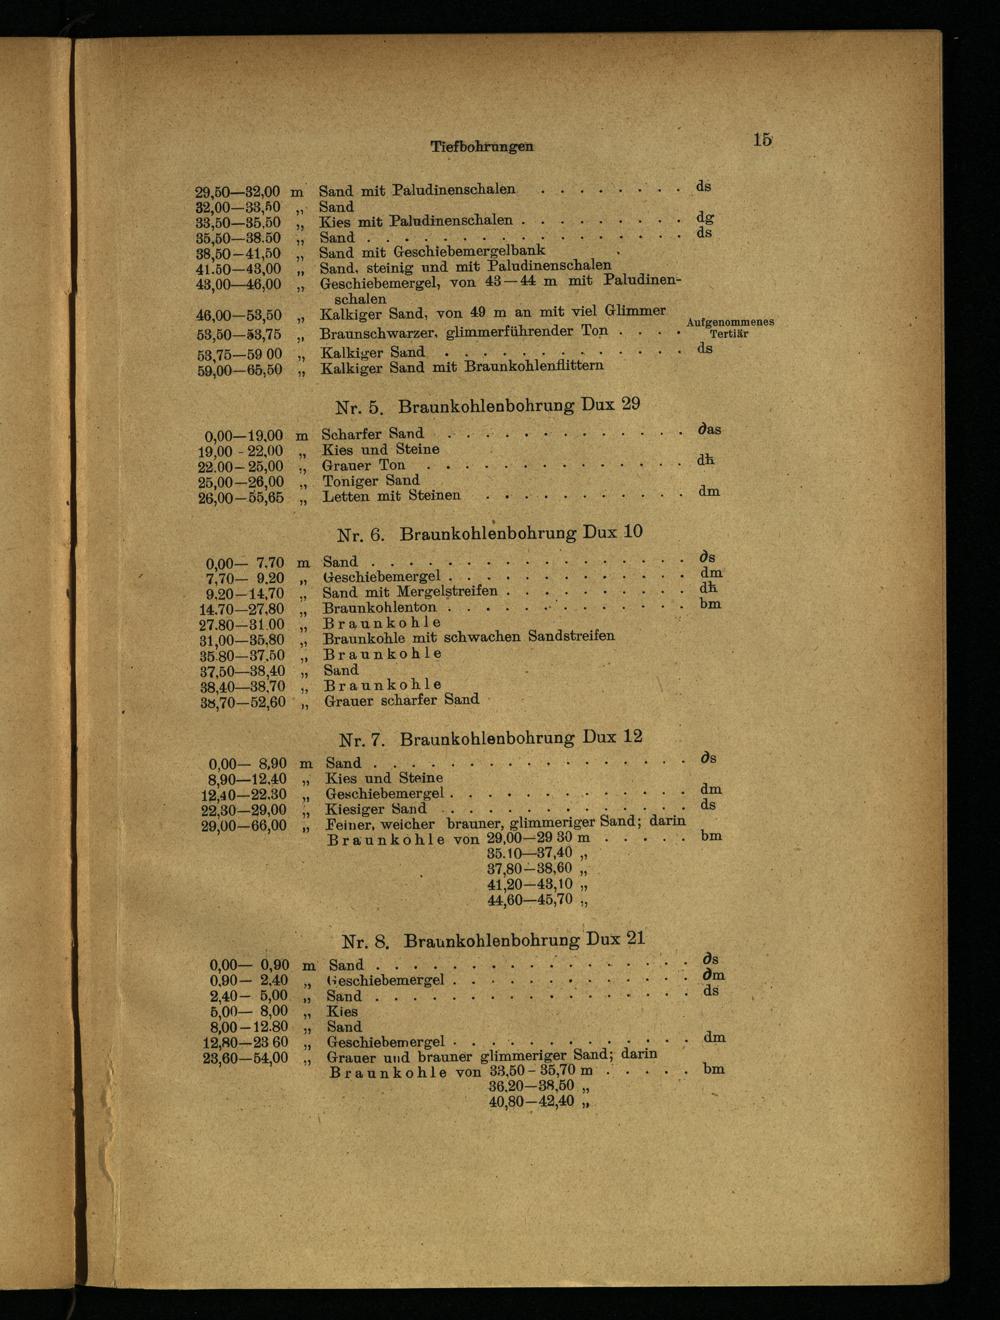 Tiefbohrungen 15
29,50—32,00 m Sand mit Paludinenschalen . . . . . . . . ds
32,00—33,50 „ Sand
33,50—35,50 „ Kies mit Paludinenschalen . . . . . . . . . dg
35,50—38.50 „ Sand . . . . . . . . . . . . . . . . . ds
38,50—41,50 „ Sand mit Geschiebemergelbank
41.50—43,00 „ Sand, steinig und mit Paludinenschalen
43,00—46,00 „ Geschiebemergel, von 43—44 m mit Paludinen-
schalen
46,00—53,50 „ Kalkiger Sand, von 49 m an mit viel Glimmer
53,50—53,75 „ Braunschwarzer, glimmerführender Ton . . . . Aufgenommenes Tertiär
53,75—59 00 „ Kalkiger Sand . . . . . . . . . . . . . ds
59,00—65,50 „ Kalkiger Sand mit Braunkohlenflittern
Nr. 5. Braunkohlenbohrung Dux 29
0,00—19,00 m Scharfer Sand . . . . . . . . . . . . . ∂as
19,00 - 22,00 „ Kies und Steine
22.00—25,00 „ Grauer Ton . . . . . . . . . . . . . . dh
25,00—26,00 „ Toniger Sand
26,00—55,65 „ Letten mit Steinen . . . . . . . . . . . dm
Nr. 6. Braunkohlenbohrung Dux 10
0,00— 7.70 m Sand . . . . . . . . . . . . . . . . . ∂s
7,70— 9.20 „ Geschiebemergel . . . . . . . . . . . . . dm
9.20—14,70 „ Sand mit Mergelstreifen . . . . . . . . . . dh
14.70—27,80 „ Braunkohlenton . . . . . . . . . . . . . bm
27.80—31.00 „ Braunkohle
31,00—35,80 „ Braunkohle mit schwachen Sandstreifen
35.80—37,50 „ Braunkohle
37,50—38,40 „ Sand
38,40—38,70 „ Braunkohle
38,70—52,60 „ Grauer scharfer Sand
Nr. 7. Braunkohlenbohrung Dux 12
0,00— 8,90 m Sand . . . . . . . . . . . . . . . . . ∂s
8,90—12,40 „ Kies und Steine
12,40—22.30 „ Geschiebemergel . . . . . . . . . . . . . dm
22,30—29,00 „ Kiesiger Sand . . . . . . . . . . . . . ds
29,00—66,00 „ Feiner, weicher brauner, glimmeriger Sand; darin
Braunkohle von 29,00—29 30 m . . . . . bm
35.10—37,40 „
37,80—38,60 „
41,20—43,10 „
44,60—45,70 „
Nr. 8. Braunkohlenbohrung Dux 21
0,00— 0,90 m Sand . . . . . . . . . . . . . . . . . ∂s
0,90— 2,40 „ Geschiebemergel . . . . . . . . . . . . . ∂m
2,40— 5,00 „ Sand . . . . . . . . . . . . . . . . . ds
5,00— 8,00 „ Kies
8,00—12.80 „ Sand
12,80—23 60 „ Geschiebemergel . . . . . . . . . . . . . dm
23,60—54,00 „ Grauer und brauner glimmeriger Sand; darin
Braunkohle von 33,50—35,70 m . . . . . bm
36,20—38,50 „
40,80—42,40 „